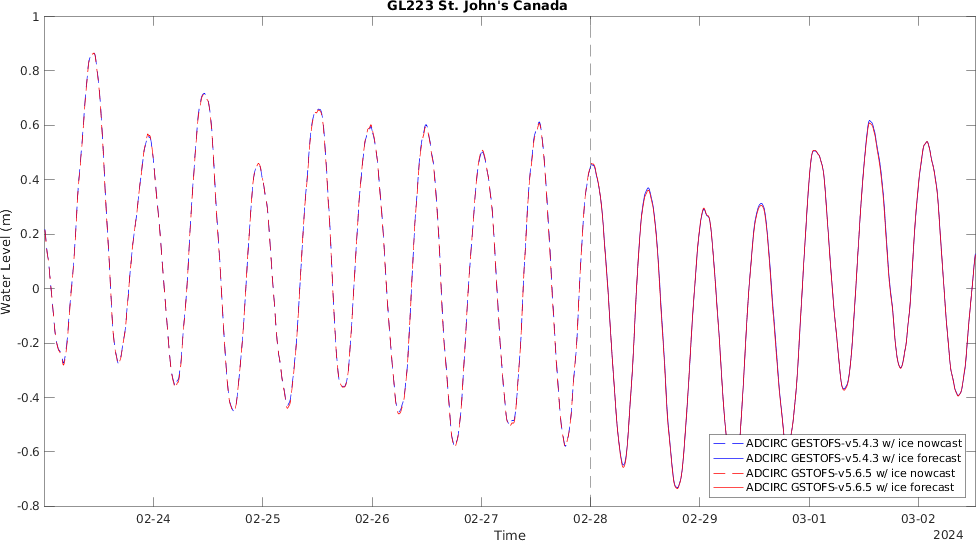 GL223 St. John's Canada
1
0.8
0.6
0.4
0.2
0
-0.2
-0.4
-0.6
-0.8
Water Level (m)
ADCIRC GESTOFS-v5.4.3 w/ ice nowcast
ADCIRC GESTOFS-v5.4.3 w/ ice forecast
ADCIRC GSTOFS-v5.6.5 w/ ice nowcast
ADCIRC GSTOFS-v5.6.5 w/ ice forecast
02-24 02-25 02-26 02-27 02-28 02-29 03-01 03-02
Time
2024